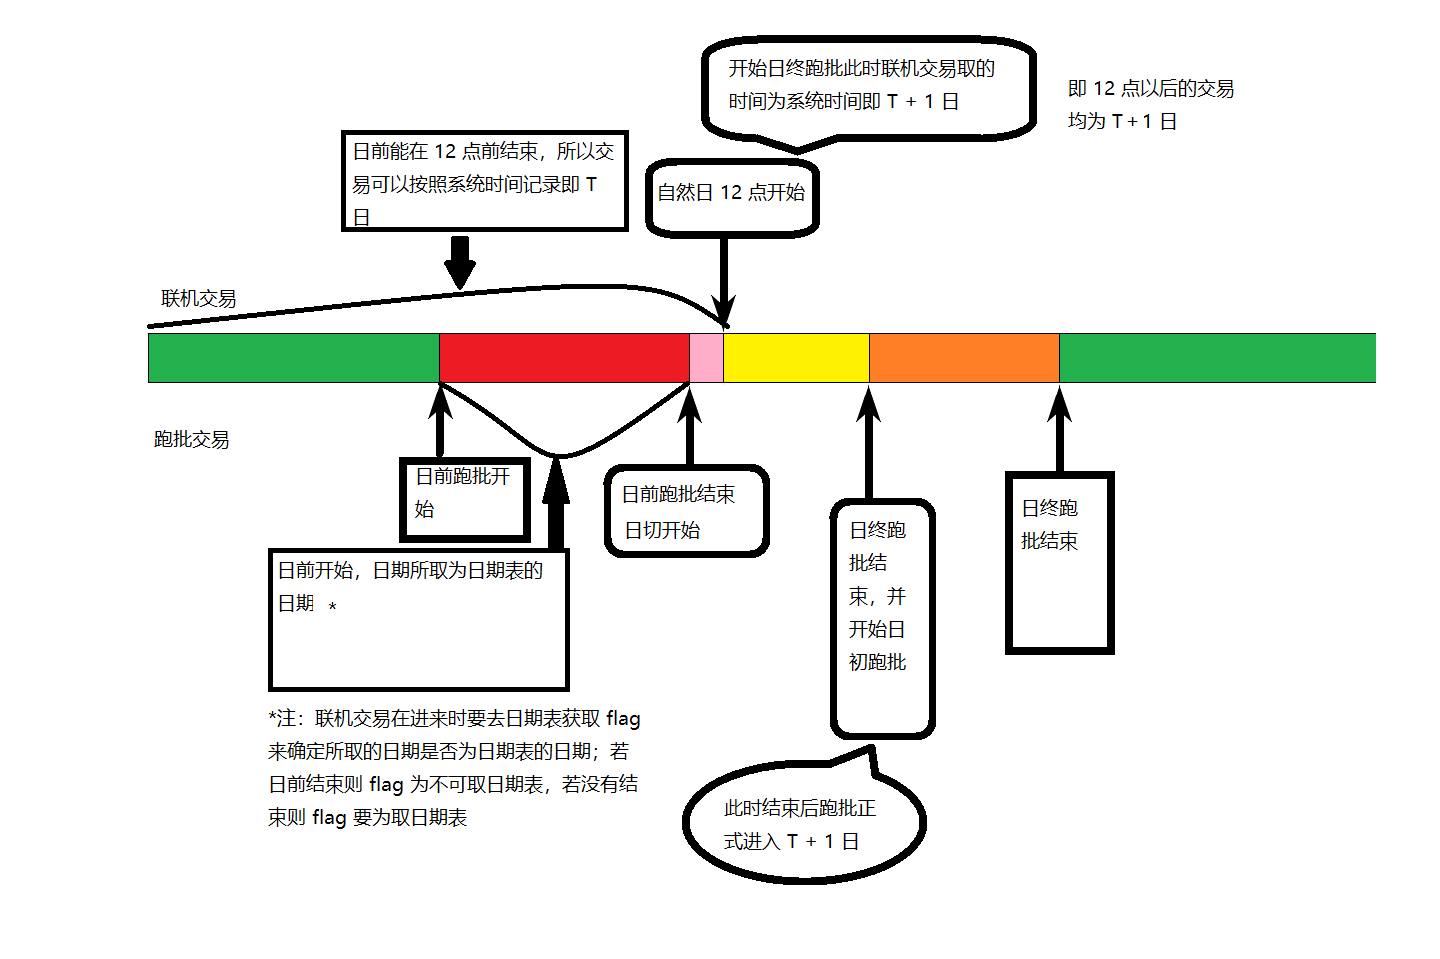 开始日终跑批此时联机交易取的
时间为系统时间即 T + 1 日
即 12 点以后的交易
均为 T + 1 日
日前能在 12 点前结束，所以交
易可以按照系统时间记录即 T
日
自然日 12 点开始
联机交易
跑批交易
日前跑批开
始
日前跑批结束
日切开始
日终跑
批结
束，并
开始日
初跑批
日终跑
批结束
日前开始，日期所取为日期表的
日期 *
*注：联机交易在进来时要去日期表获取 flag
来确定所取的日期是否为日期表的日期；若
日前结束则 flag 为不可取日期表，若没有结
束则 flag 要为取日期表
此时结束后跑批正
式进入 T + 1 日